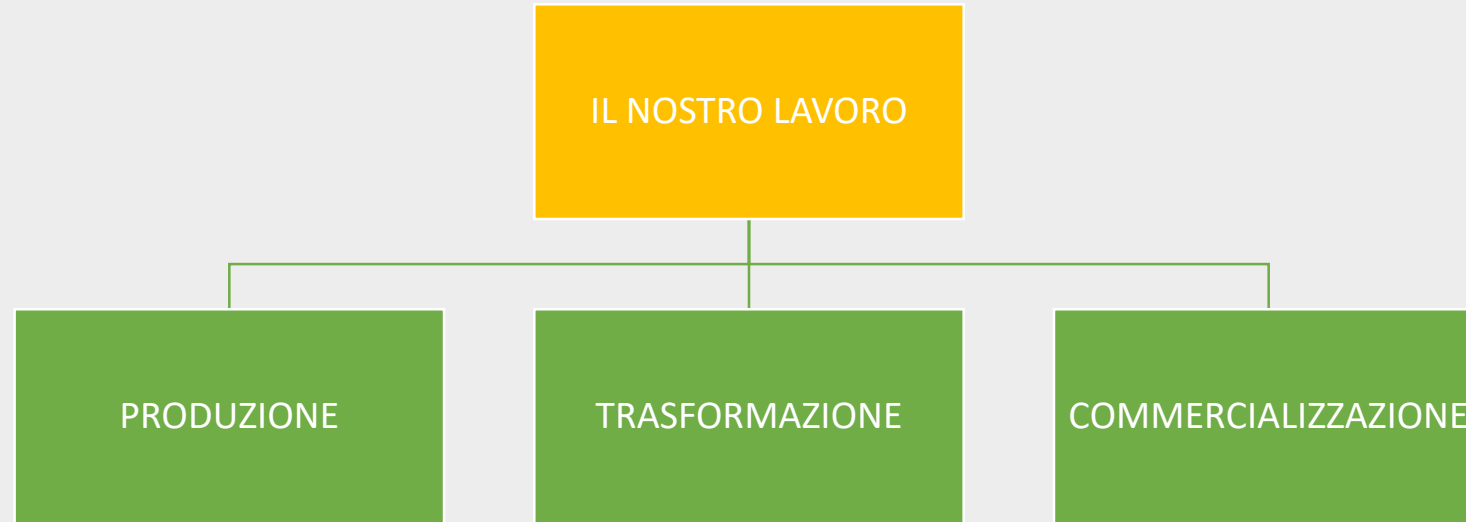 IL NOSTRO LAVORO
PRODUZIONE
TRASFORMAZIONE
COMMERCIALIZZAZIONE